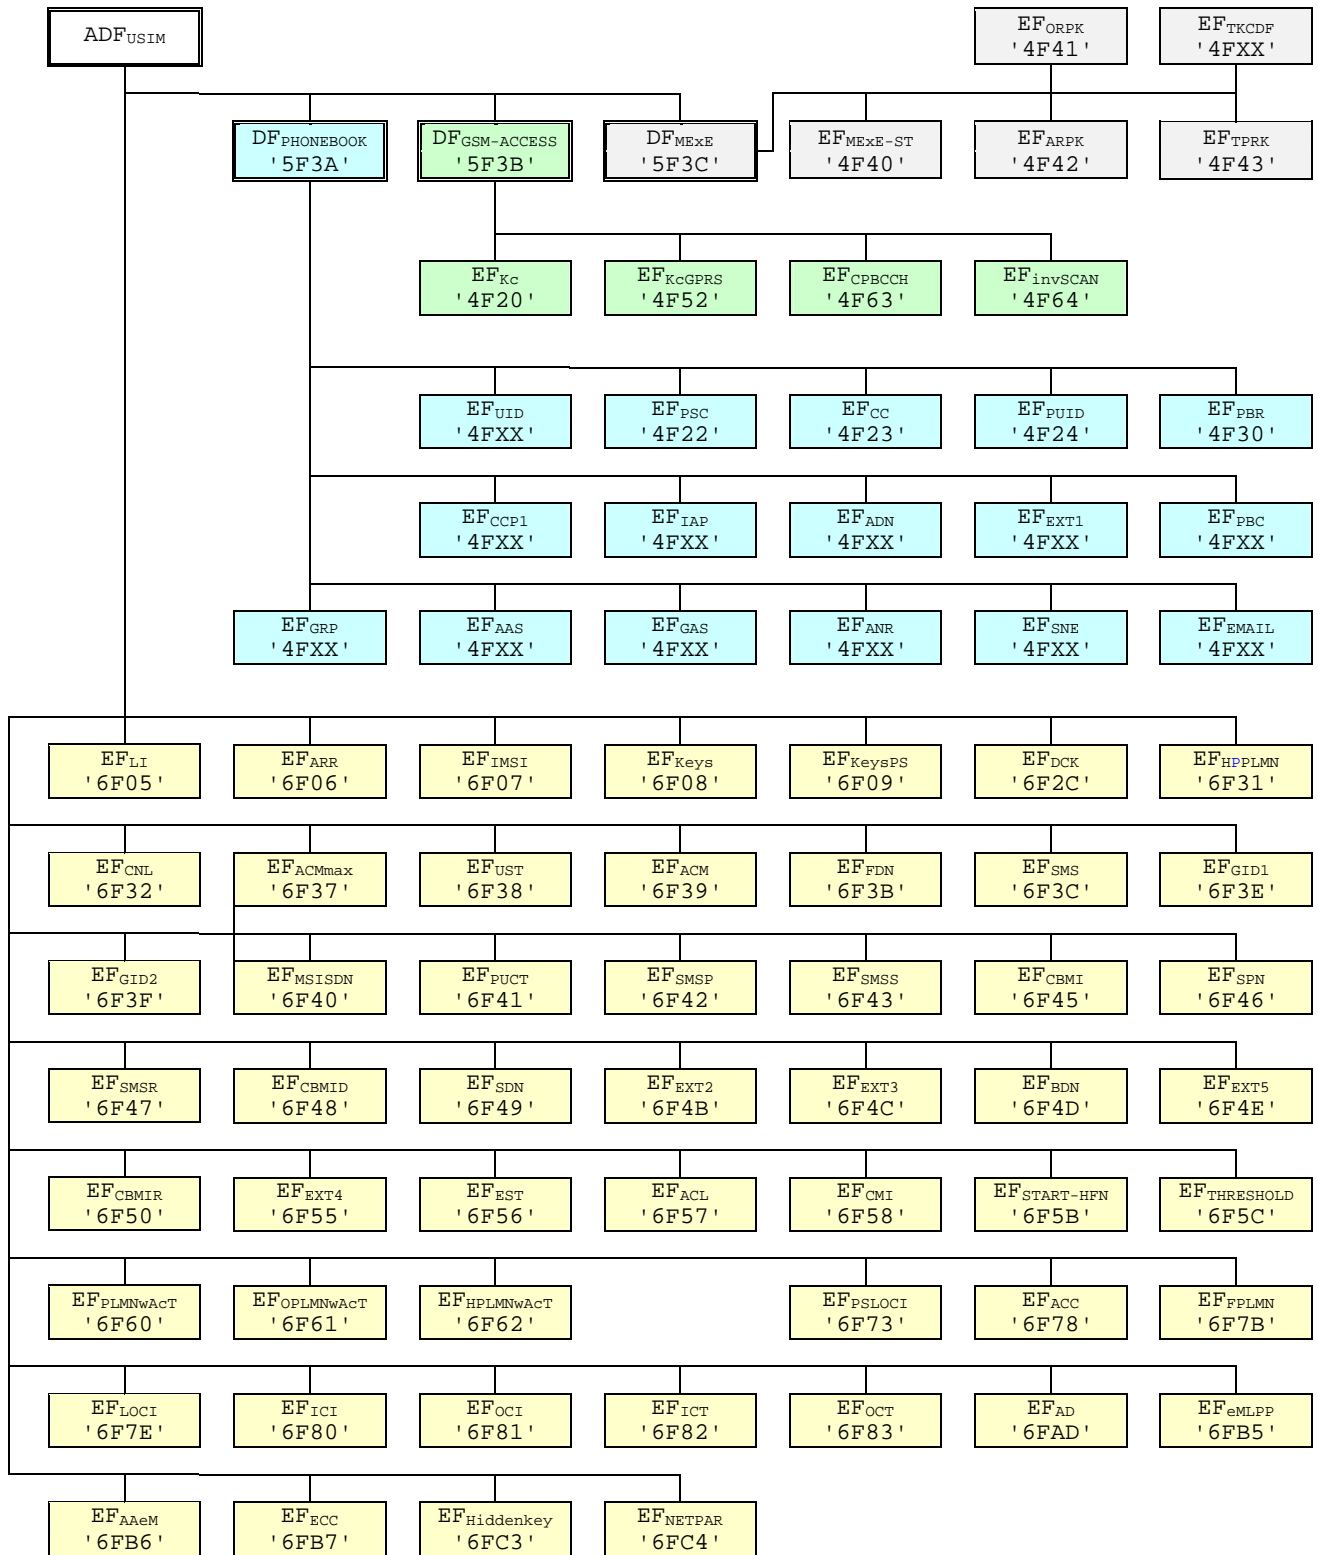 ADFUSIM
EFORPK
'4F41'
EFTKCDF
'4FXX'
DFPHONEBOOK
'5F3A'
DFGSM-ACCESS
'5F3B'
DFMExE
'5F3C'
EFMExE-ST
'4F40'
EFARPK
'4F42'
EFTPRK
'4F43'
EFKc
'4F20'
EFKcGPRS
'4F52'
EFCPBCCH
'4F63'
EFinvSCAN
'4F64'
EFUID
'4FXX'
EFPSC
'4F22'
EFCC
'4F23'
EFPUID
'4F24'
EFPBR
'4F30'
EFCCP1
'4FXX'
EFIAP
'4FXX'
EFADN
'4FXX'
EFEXT1
'4FXX'
EFPBC
'4FXX'
EFGRP
'4FXX'
EFAAS
'4FXX'
EFGAS
'4FXX'
EFANR
'4FXX'
EFSNE
'4FXX'
EFEMAIL
'4FXX'
EFLI
'6F05'
EFARR
'6F06'
EFIMSI
'6F07'
EFKeys
'6F08'
EFKeysPS
'6F09'
EFDCK
'6F2C'
EFHPPLMN
'6F31'
EFCNL
'6F32'
EFACMmax
'6F37'
EFUST
'6F38'
EFACM
'6F39'
EFFDN
'6F3B'
EFSMS
'6F3C'
EFGID1
'6F3E'
EFGID2
'6F3F'
EFMSISDN
'6F40'
EFPUCT
'6F41'
EFSMSP
'6F42'
EFSMSS
'6F43'
EFCBMI
'6F45'
EFSPN
'6F46'
EFSMSR
'6F47'
EFCBMID
'6F48'
EFSDN
'6F49'
EFEXT2
'6F4B'
EFEXT3
'6F4C'
EFBDN
'6F4D'
EFEXT5
'6F4E'
EFCBMIR
'6F50'
EFEXT4
'6F55'
EFEST
'6F56'
EFACL
'6F57'
EFCMI
'6F58'
EFSTART-HFN
'6F5B'
EFTHRESHOLD
'6F5C'
EFPLMNwAcT
'6F60'
EFOPLMNwAcT
'6F61'
EFHPLMNwAcT
'6F62'
EFPSLOCI
'6F73'
EFACC
'6F78'
EFFPLMN
'6F7B'
EFLOCI
'6F7E'
EFICI
'6F80'
EFOCI
'6F81'
EFICT
'6F82'
EFOCT
'6F83'
EFAD
'6FAD'
EFeMLPP
'6FB5'
EFAAeM
'6FB6'
EFECC
'6FB7'
EFHiddenkey
'6FC3'
EFNETPAR
'6FC4'